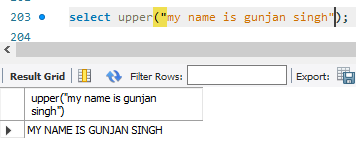 203 select upper("my name is gunjan singh");
204
Result Grid Filter Rows: Export:
upper("my name is gunjan
singh")
MY NAME IS GUNJAN SINGH